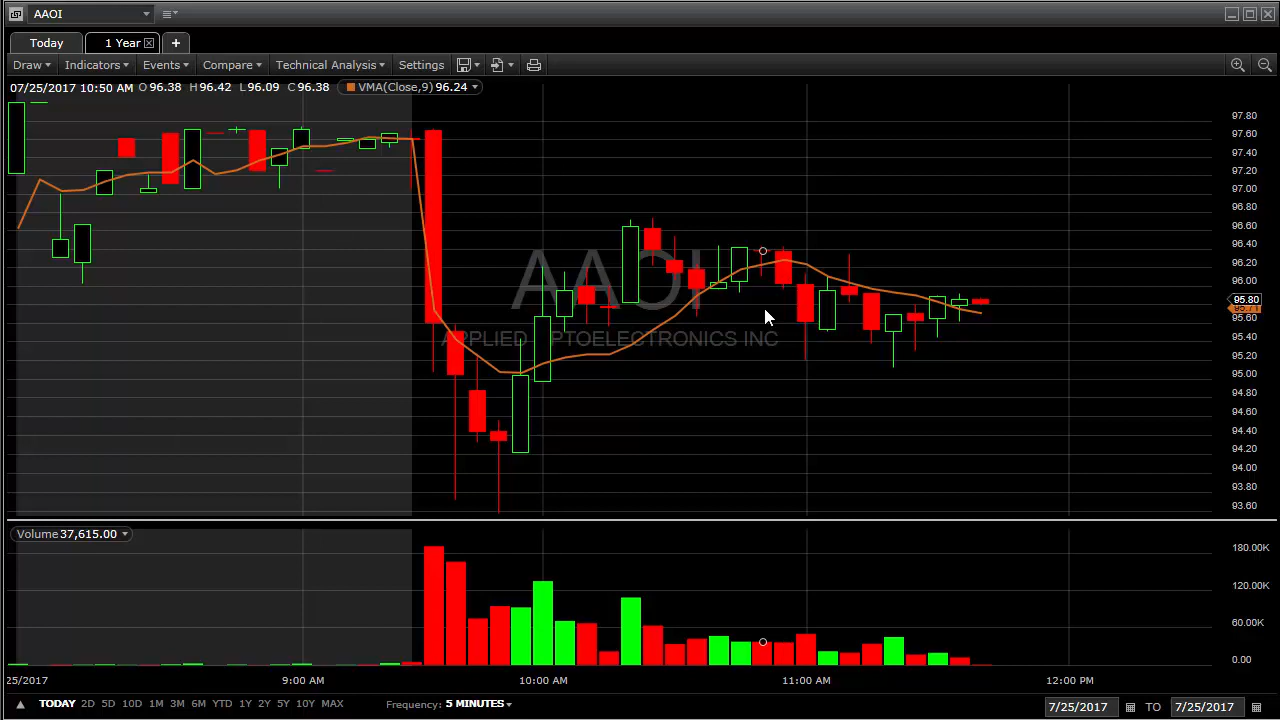 AAOI
Today 1 Year +
Draw Indicators Events Compare Technical Analysis Settings
07/25/2017 10:50 AM O 96.38 H 96.42 L 96.09 C 96.38 VMA(Close,9) 96.24
97.80
97.60
97.40
97.20
97.00
96.80
96.60
96.40
96.20
96.00
95.80
95.71
95.60
95.40
95.20
95.00
94.80
94.60
94.40
94.20
94.00
93.80
93.60
AAOI
APPLIED OPTOELECTRONICS INC
Volume 37,615.00
180.00K
120.00K
60.00K
0.00
25/2017 9:00 AM 10:00 AM 11:00 AM 12:00 PM
TODAY 2D 5D 10D 1M 3M 6M YTD 1Y 2Y 5Y 10Y MAX Frequency: 5 MINUTES 7/25/2017 TO 7/25/2017